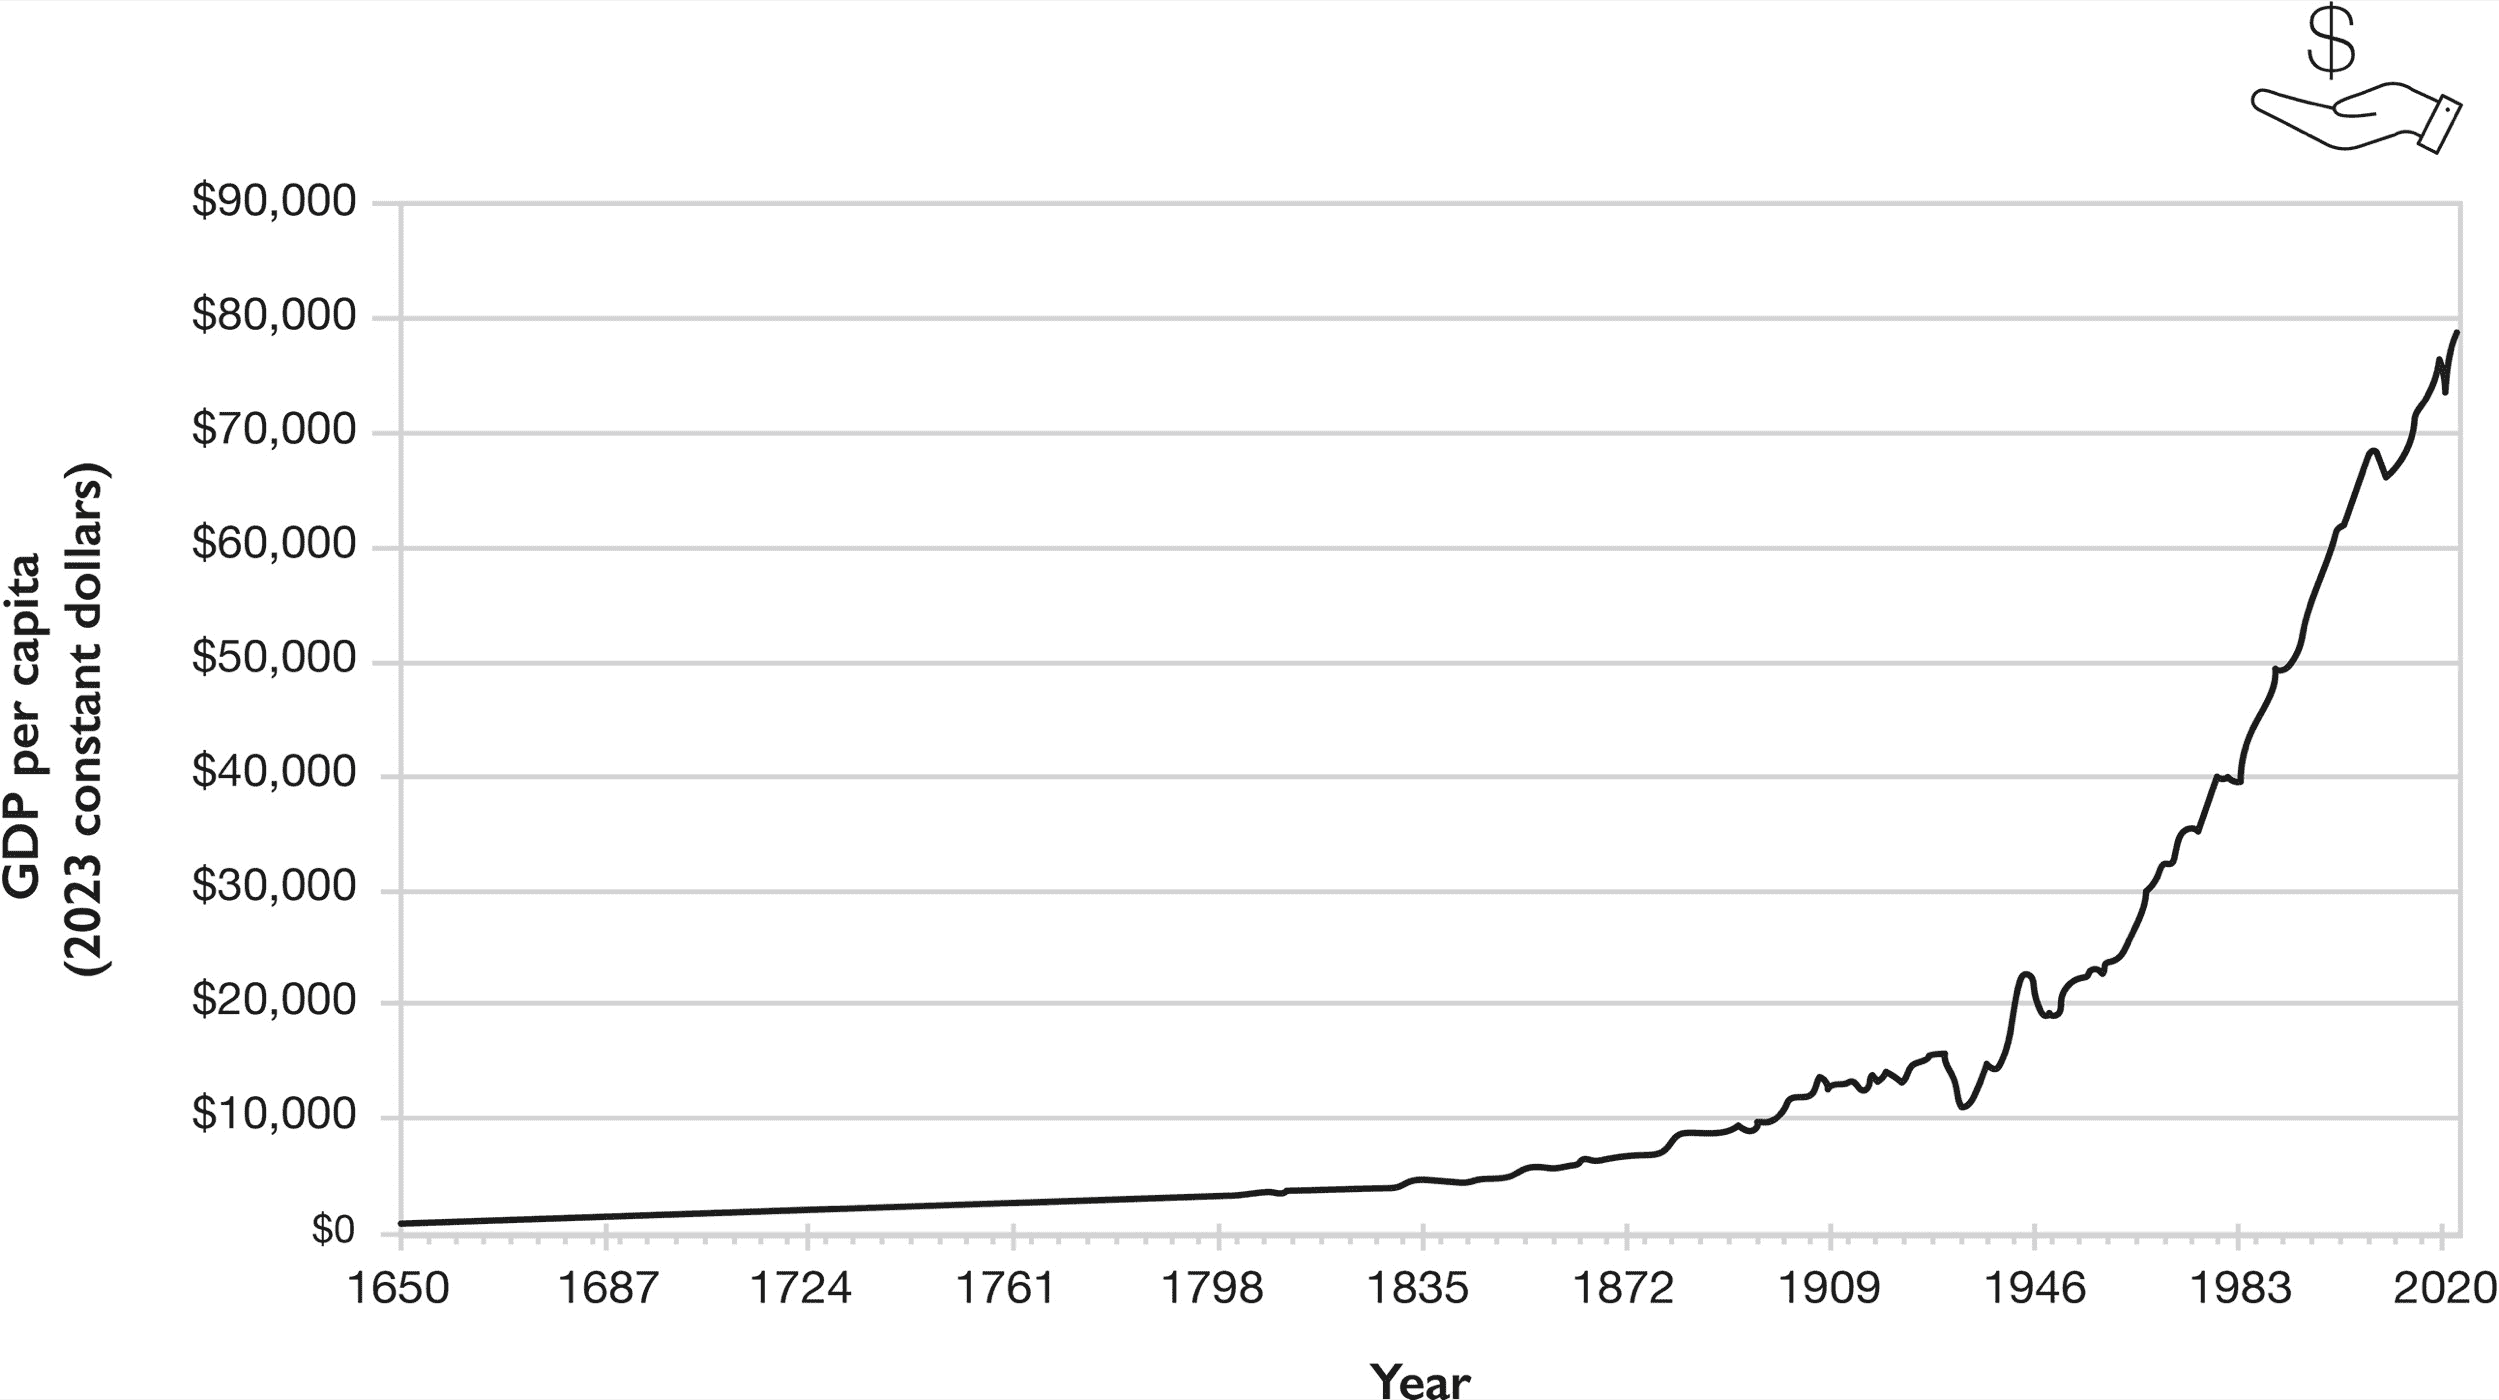 $
$90,000
$80,000
$70,000
$60,000
$50,000
$40,000
$30,000
$20,000
$10,000
$0
GDP per capita
(2023 constant dollars)
1650 1687 1724 1761 1798 1835 1872 1909 1946 1983 2020
Year